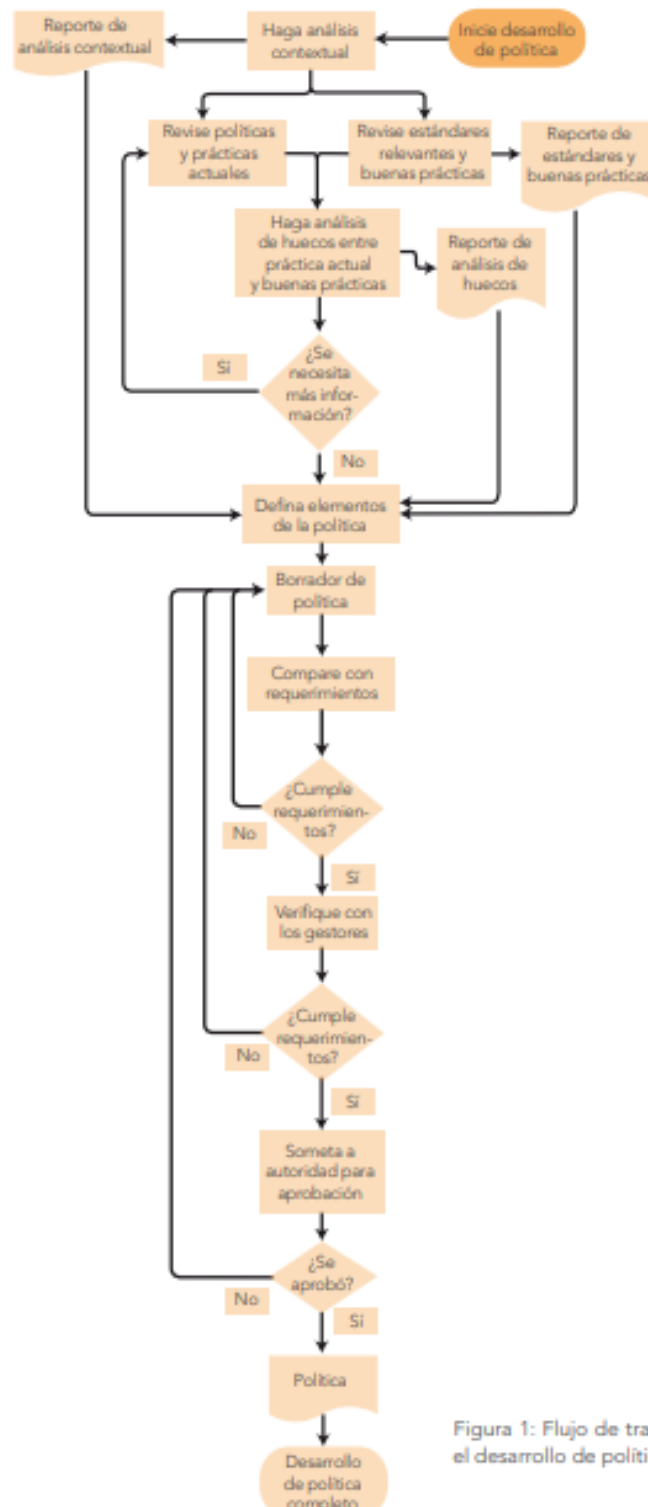 Reporte de
análisis contextual
Haga análisis
contextual
Inicie desarrollo
de política
Revise políticas
y prácticas
actuales
Revise estándares
relevantes y
buenas prácticas
Reporte de
estándares y
buenas prácticas
Haga análisis
de huecos entre
práctica actual
y buenas prácticas
Reporte de
análisis de
huecos
¿Se
necesita
más infor-
mación?
Sí
No
Defina elementos
de la política
Borrador de
política
Compare con
requerimientos
¿Cumple
requerimien-
tos?
No
Sí
Verifique con
los gestores
¿Cumple
requerimien-
tos?
No
Sí
Someta a
autoridad para
aprobación
¿Se
aprobó?
No
Sí
Política
Desarrollo
de política
completo
Figura 1: Flujo de tra
el desarrollo de polít